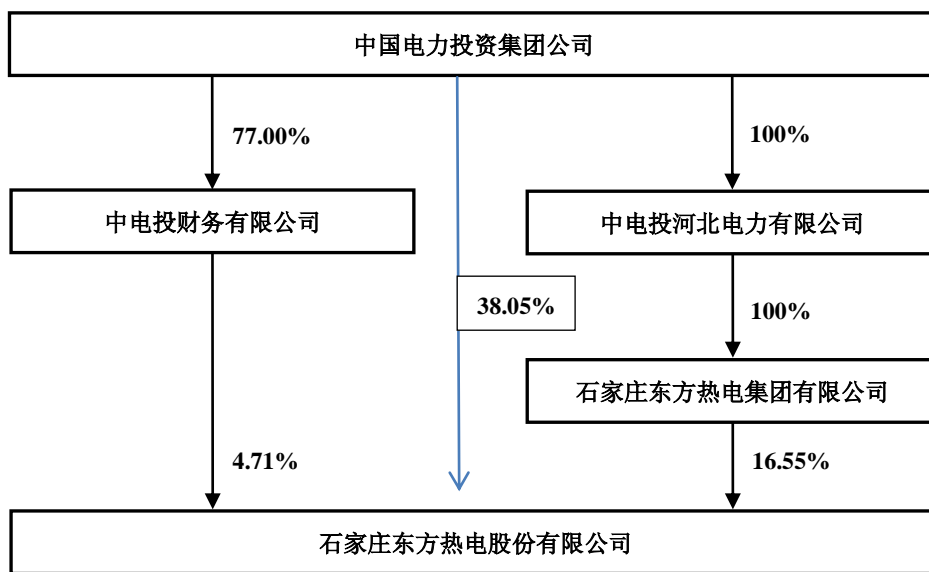 中国电力投资集团公司
77.00%
100%
中电投财务有限公司
中电投河北电力有限公司
38.05%
100%
石家庄东方热电集团有限公司
4.71%
16.55%
石家庄东方热电股份有限公司